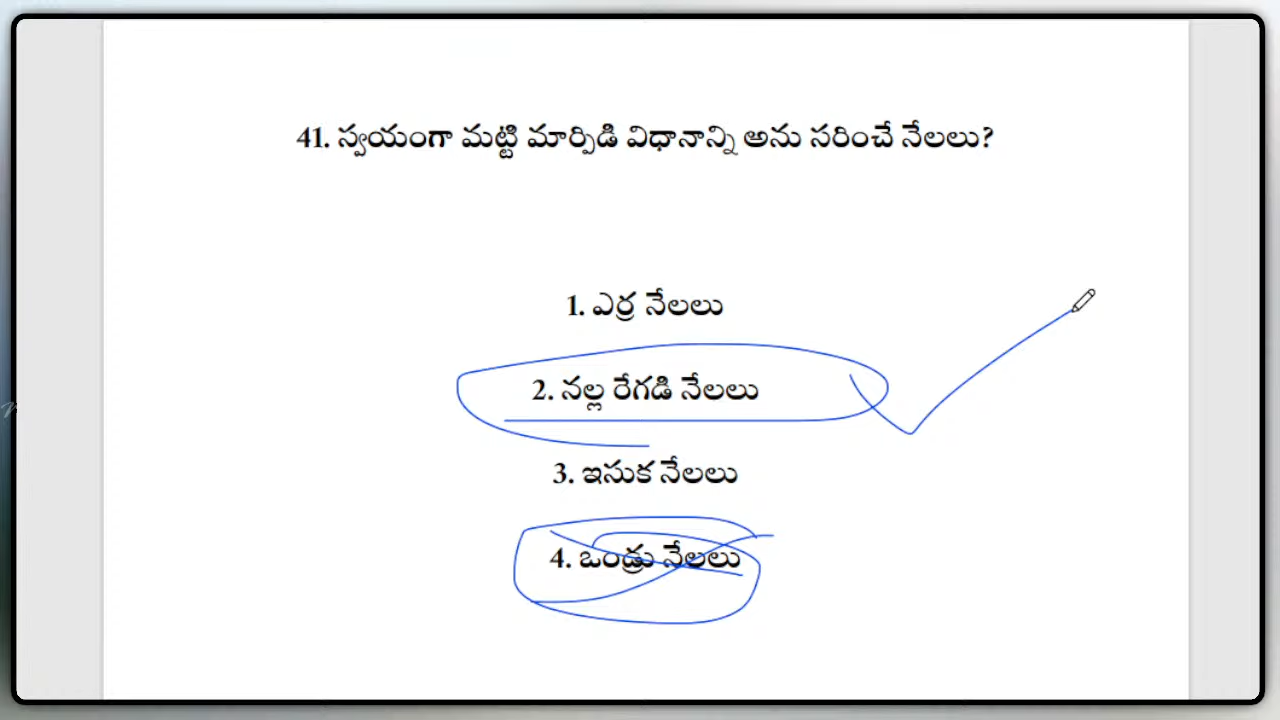 41. స్వయంగా మట్టి మార్పిడి విధానాన్ని అను సరించే నేలలు?
1. ఎర్ర నేలలు
2. నల్ల రేగడి నేలలు
3. ఇసుక నేలలు
4. ఒండ్రు నేలలు